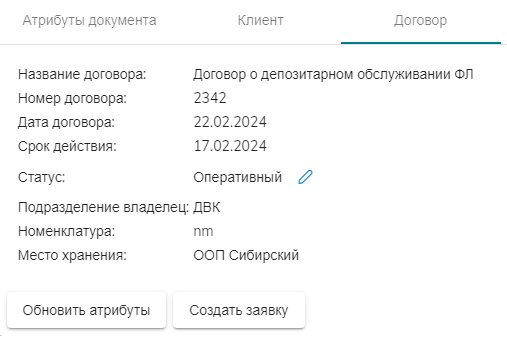 Атрибуты документа Клиент Договор
Название договора: Договор о депозитарном обслуживании ФЛ
Номер договора: 2342
Дата договора: 22.02.2024
Срок действия: 17.02.2024
Статус: Оперативный
Подразделение владелец: ДВК
Номенклатура: nm
Место хранения: ООП Сибирский
Обновить атрибуты Создать заявку